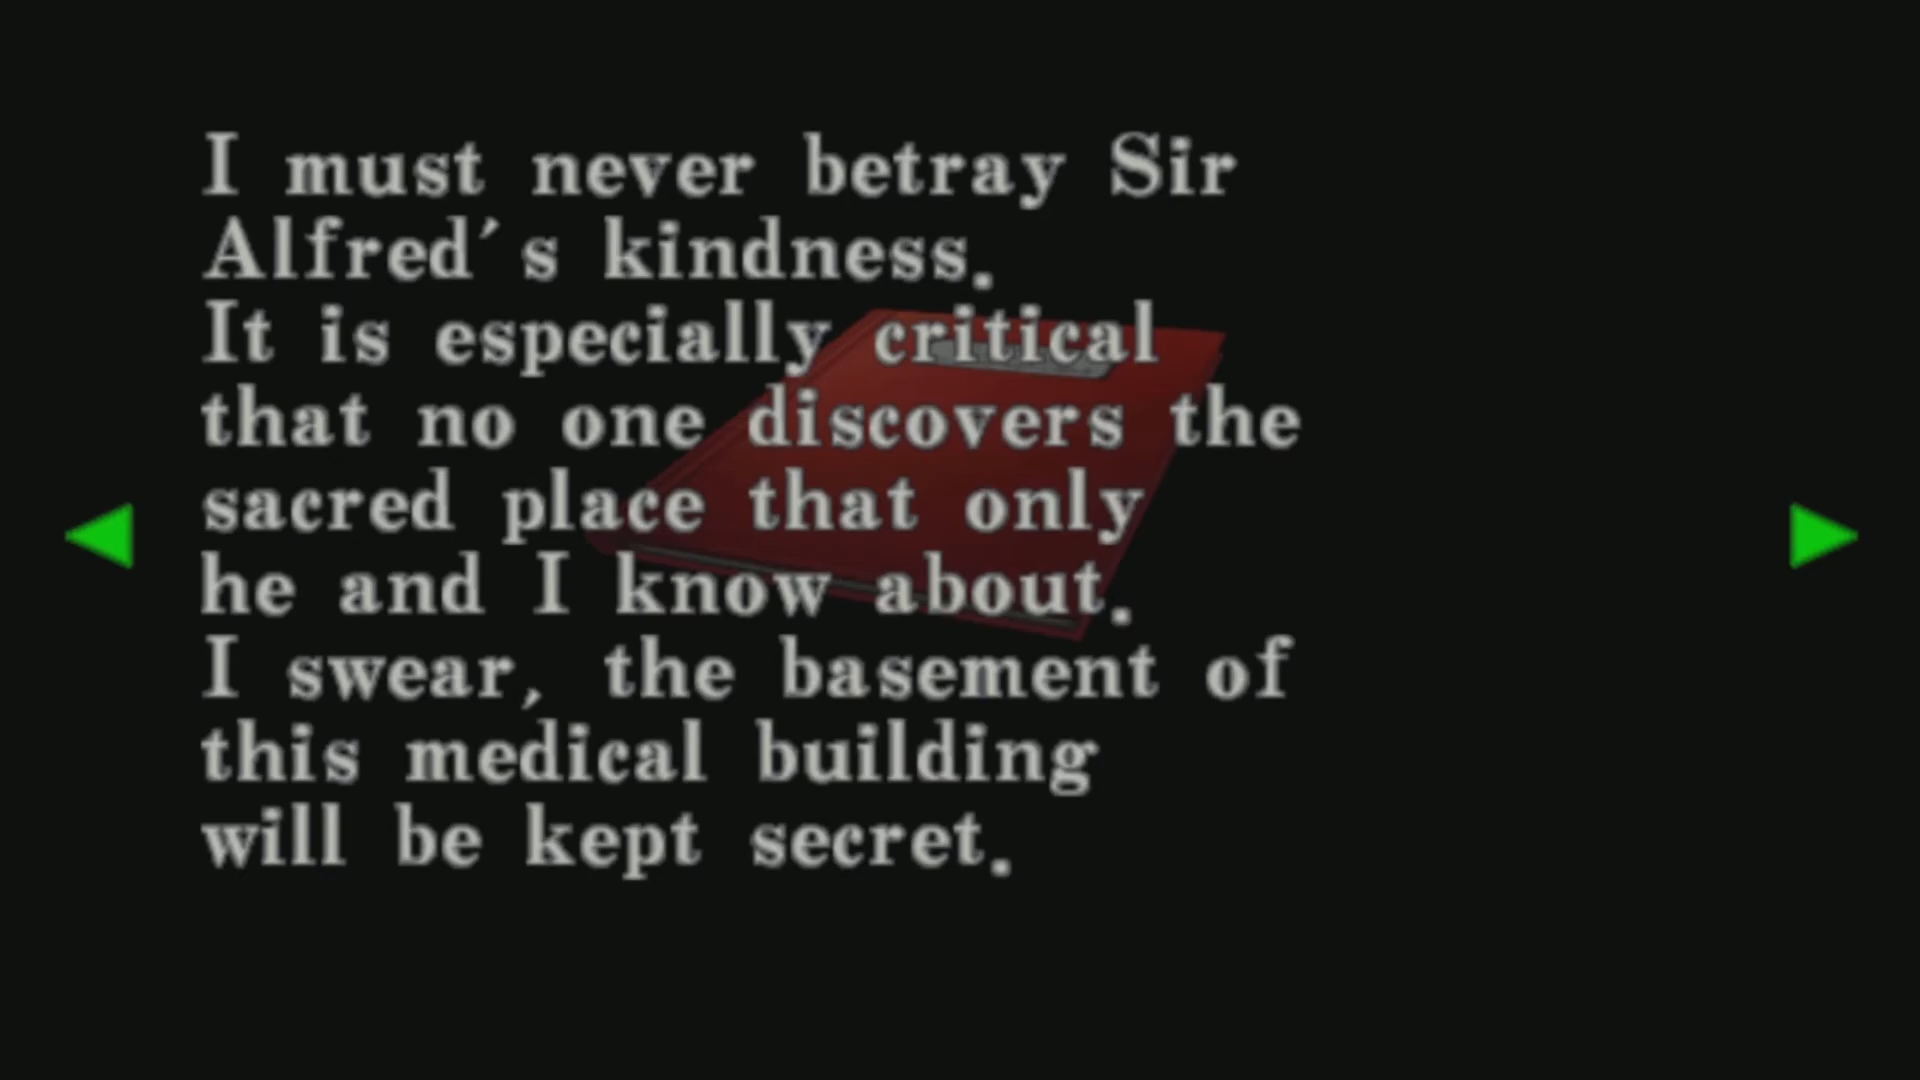 I must never betray Sir
Alfred's kindness.
It is especially critical
that no one discovers the
sacred place that only
he and I know about.
I swear, the basement of
this medical building
will be kept secret.